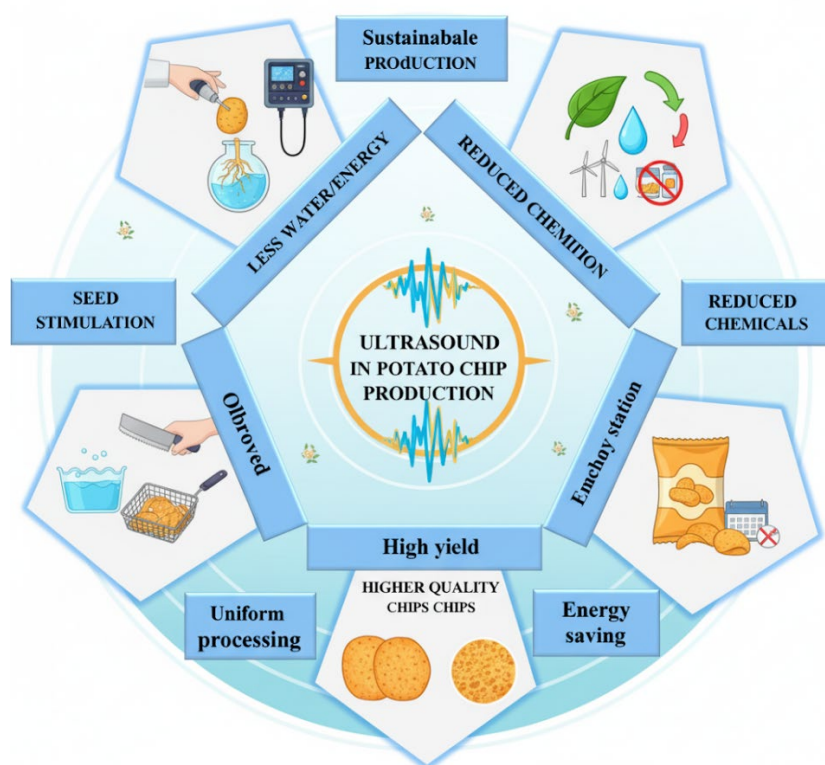 Sustainabale
PROdUCTION
LESS WATER/ENERGY
REDUCED CHEMITION
SEED
STIMULATION
REDUCED
CHEMICALS
ULTRASOUND
IN POTATO CHIP
PRODUCTION
Olbroved
Emchny station
High yield
HIGHER QUALITY
CHIPS CHIPS
Uniform
processing
Energy
saving